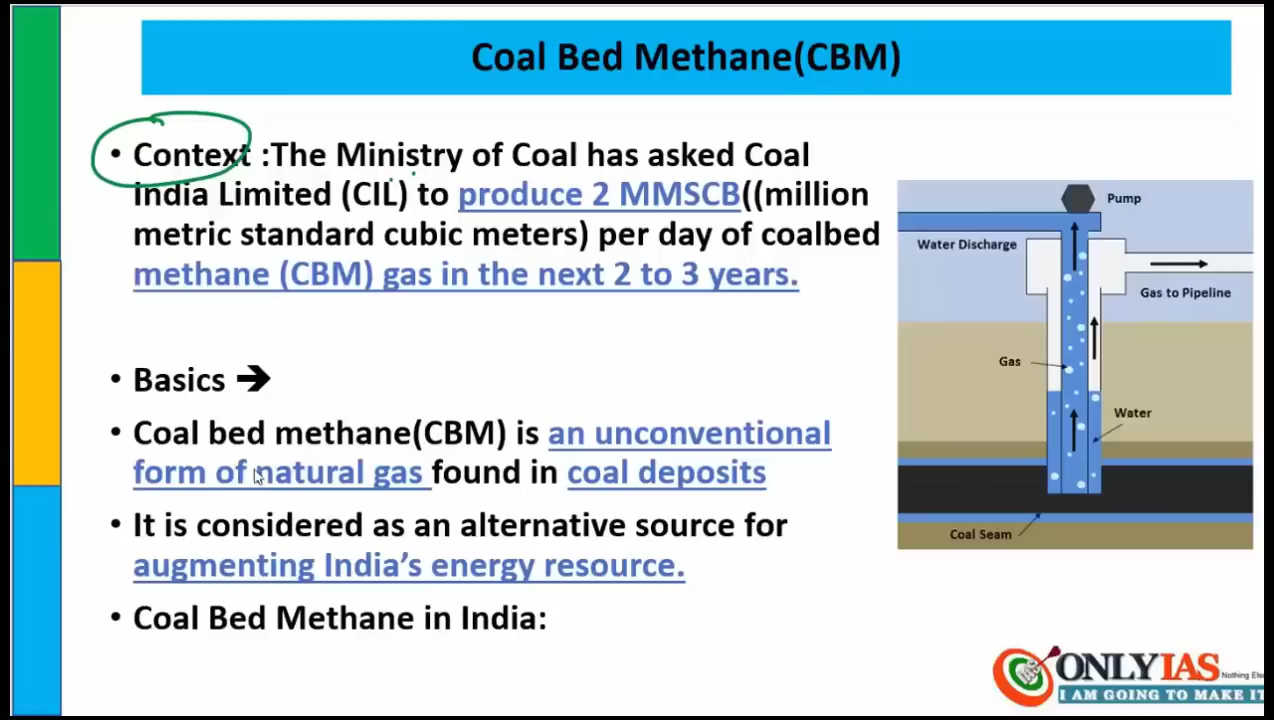 Coal Bed Methane(CBM)
• Context :The Ministry of Coal has asked Coal
India Limited (CIL) to produce 2 MMSCB((million
metric standard cubic meters) per day of coalbed
methane (CBM) gas in the next 2 to 3 years.
• Basics ➔
• Coal bed methane(CBM) is an unconventional
form of natural gas found in coal deposits
• It is considered as an alternative source for
augmenting India's energy resource.
• Coal Bed Methane in India:
Pump
Water Discharge
Gas to Pipeline
Gas
Water
Coal Seam
ONLYIAS
Nothing Else
I AM GOING TO MAKE IT